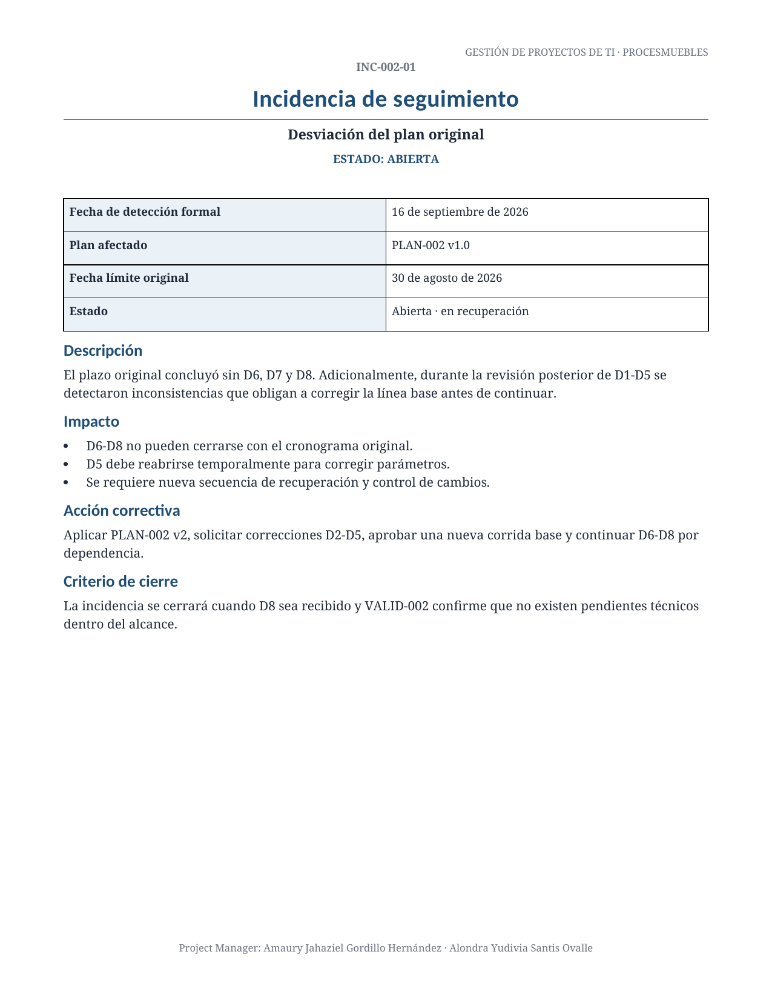 GESTIÓN DE PROYECTOS DE TI · PROCESMUEBLES
INC-002-01
Incidencia de seguimiento
Desviación del plan original
ESTADO: ABIERTA
Fecha de detección formal 16 de septiembre de 2026
Plan afectado PLAN-002 v1.0
Fecha límite original 30 de agosto de 2026
Estado Abierta · en recuperación
Descripción
El plazo original concluyó sin D6, D7 y D8. Adicionalmente, durante la revisión posterior de D1-D5 se
detectaron inconsistencias que obligan a corregir la línea base antes de continuar.
Impacto
• D6-D8 no pueden cerrarse con el cronograma original.
• D5 debe reabrirse temporalmente para corregir parámetros.
• Se requiere nueva secuencia de recuperación y control de cambios.
Acción correctiva
Aplicar PLAN-002 v2, solicitar correcciones D2-D5, aprobar una nueva corrida base y continuar D6-D8 por
dependencia.
Criterio de cierre
La incidencia se cerrará cuando D8 sea recibido y VALID-002 confirme que no existen pendientes técnicos
dentro del alcance.
Project Manager: Amaury Jahaziel Gordillo Hernández · Alondra Yudivia Santis Ovalle